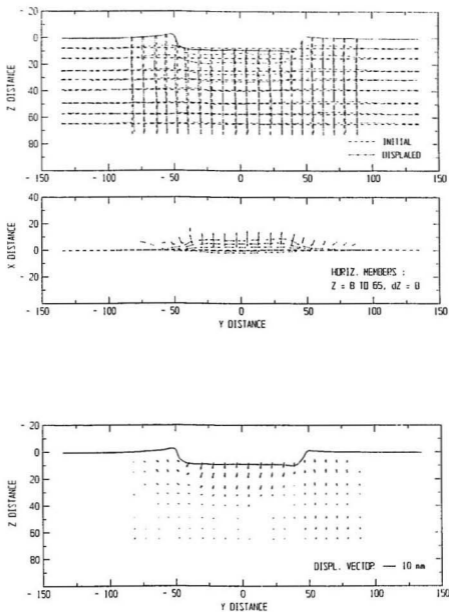 - 20
0
20
40
60
80
Z DISTANCE
INITIAL
DISPLALED
- 150 - 100 - 50 0 50 100 150
40
20
0
- 20
X DISTANCE
HORIZ. MEMBERS :
Z = 8 TO 65, dZ = 8
- 150 - 100 - 50 0 50 100 150
Y DISTANCE
- 20
0
20
40
60
80
Z DISTANCE
DISPL. VECTOR 10 mm
- 150 - 100 - 50 0 50 100 150
Y DISTANCE